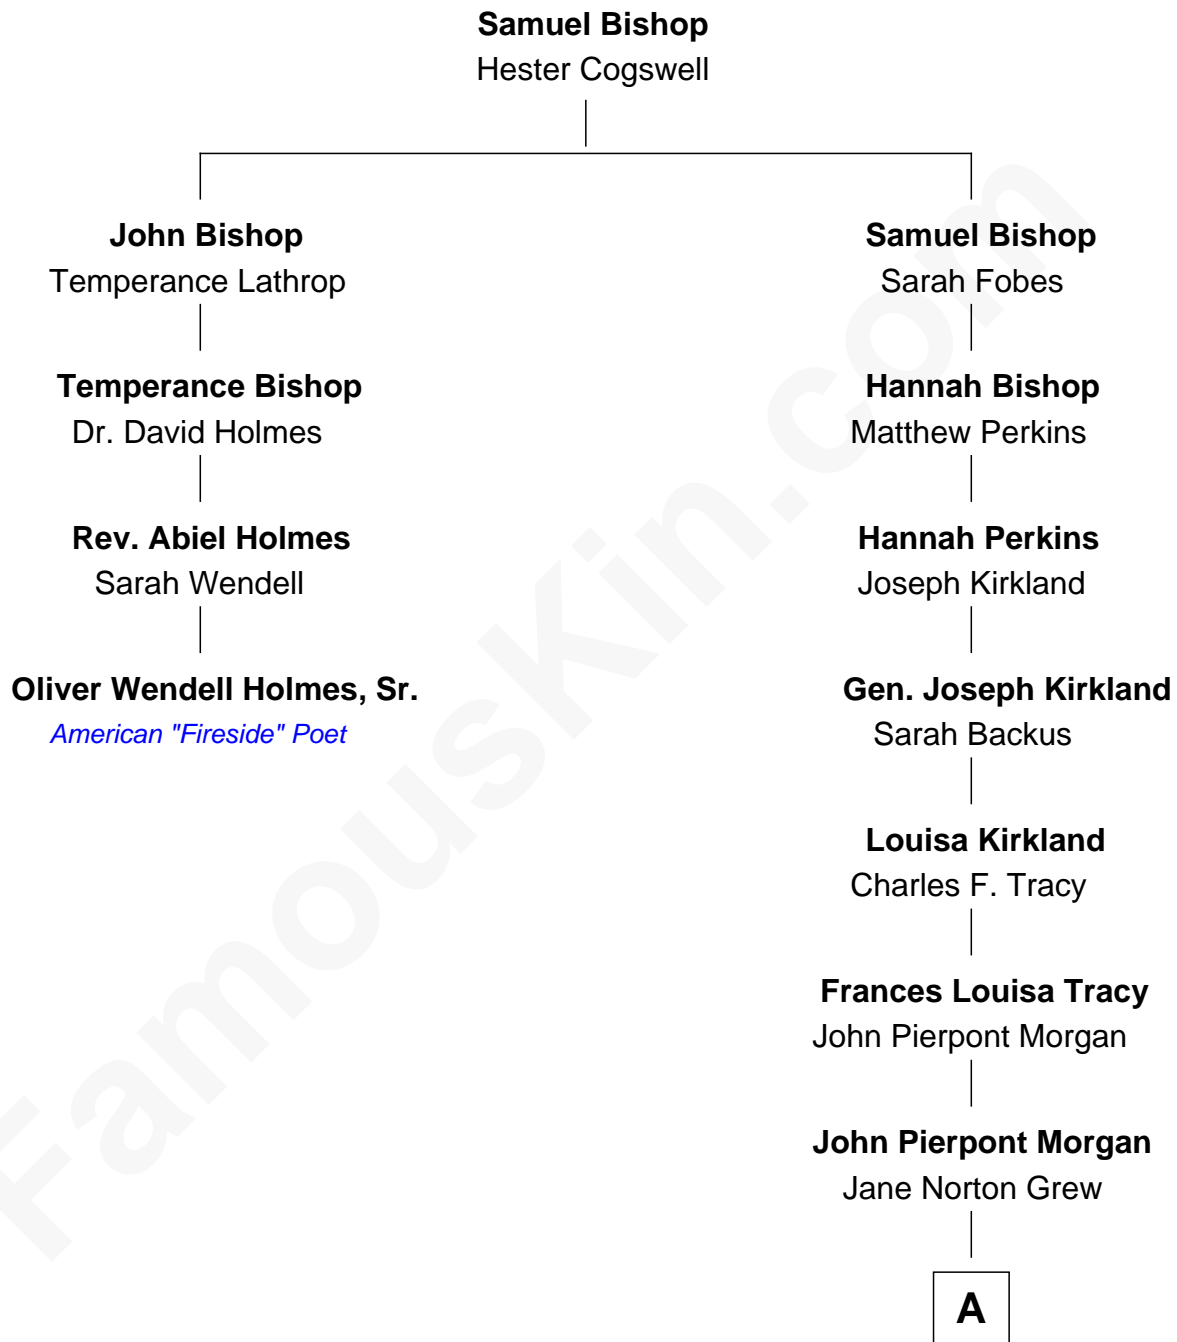 Samuel Bishop
Hester Cogswell
John Bishop
Temperance Lathrop
Samuel Bishop
Sarah Fobes
Temperance Bishop
Dr. David Holmes
Hannah Bishop
Matthew Perkins
Rev. Abiel Holmes
Sarah Wendell
Hannah Perkins
Joseph Kirkland
Oliver Wendell Holmes, Sr.
American "Fireside" Poet
Gen. Joseph Kirkland
Sarah Backus
Louisa Kirkland
Charles F. Tracy
Frances Louisa Tracy
John Pierpont Morgan
John Pierpont Morgan
Jane Norton Grew
A
FamousKin.com